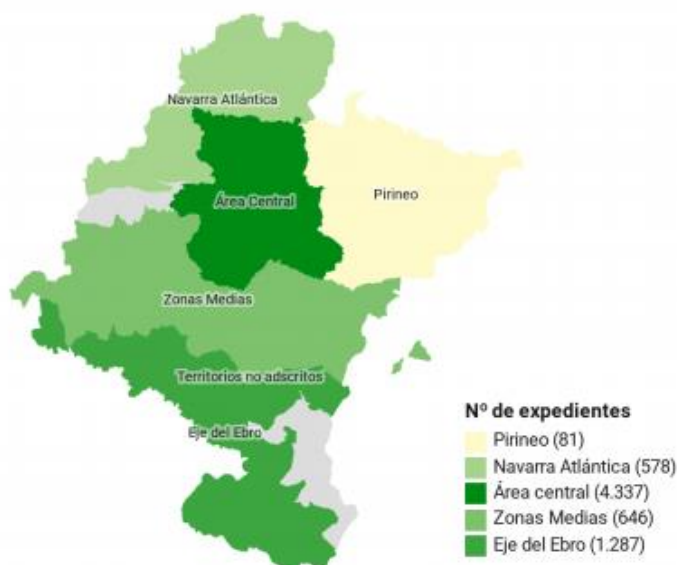 Navarra Atlántica
Pirineo
Área Central
Zonas Medias
Territorios no adscritos
Eje del Ebro
Nº de expedientes
Pirineo (81)
Navarra Atlántica (578)
Área central (4.337)
Zonas Medias (646)
Eje del Ebro (1.287)